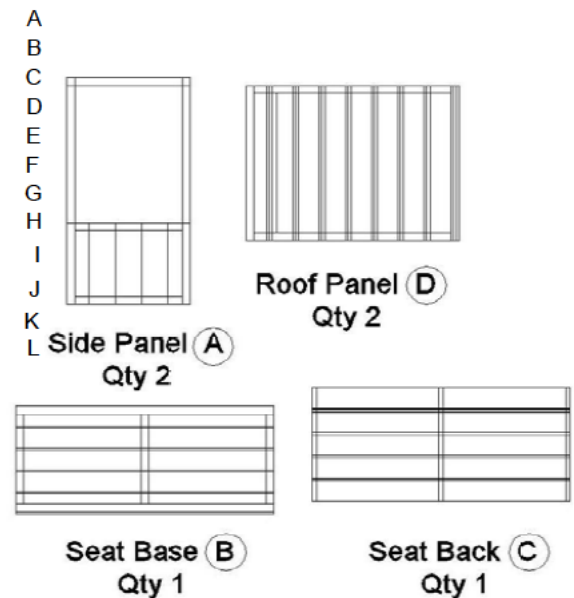 A
B
C
D
E
F
G
H
I
J
K
L
Side Panel A
Qty 2
Roof Panel D
Qty 2
Seat Base B
Qty 1
Seat Back C
Qty 1